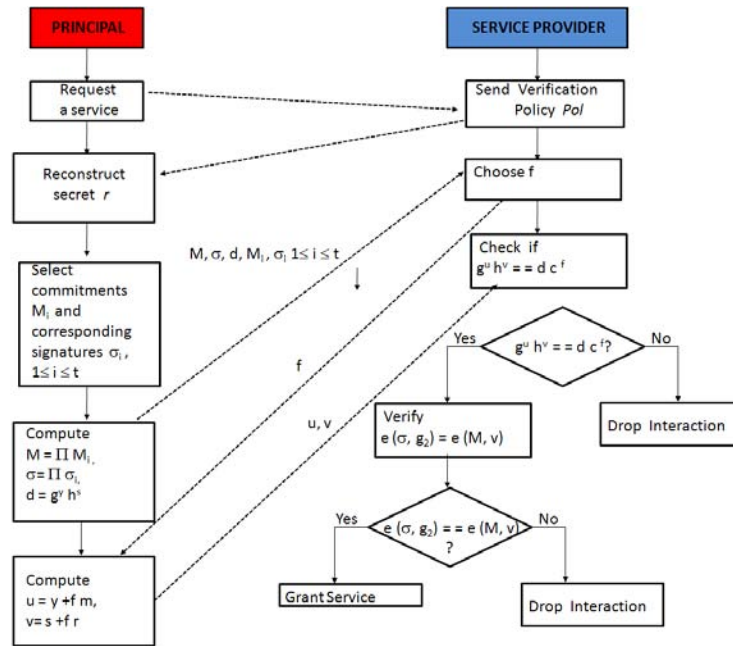 PRINCIPAL
SERVICE PROVIDER
Request
a service
Send Verification
Policy Pol
Reconstruct
secret r
Choose f
M, σ, d, Mᵢ, σᵢ 1≤ i ≤ t
Check if
gᵘ hᵛ = = d c ᶠ
Select
commitments
Mᵢ and
corresponding
signatures σᵢ ,
1≤ i ≤ t
f
u, v
Yes
gᵘ hᵛ = = d c ᶠ?
No
Verify
e (σ, g₂) = e (M, v)
Drop Interaction
Compute
M = ∏ Mᵢ ,
σ= ∏ σᵢ,
d = gʸ hˢ
Yes
e (σ, g₂) = = e (M, v)
?
No
Compute
u = y +f m,
v= s +f r
Grant Service
Drop Interaction